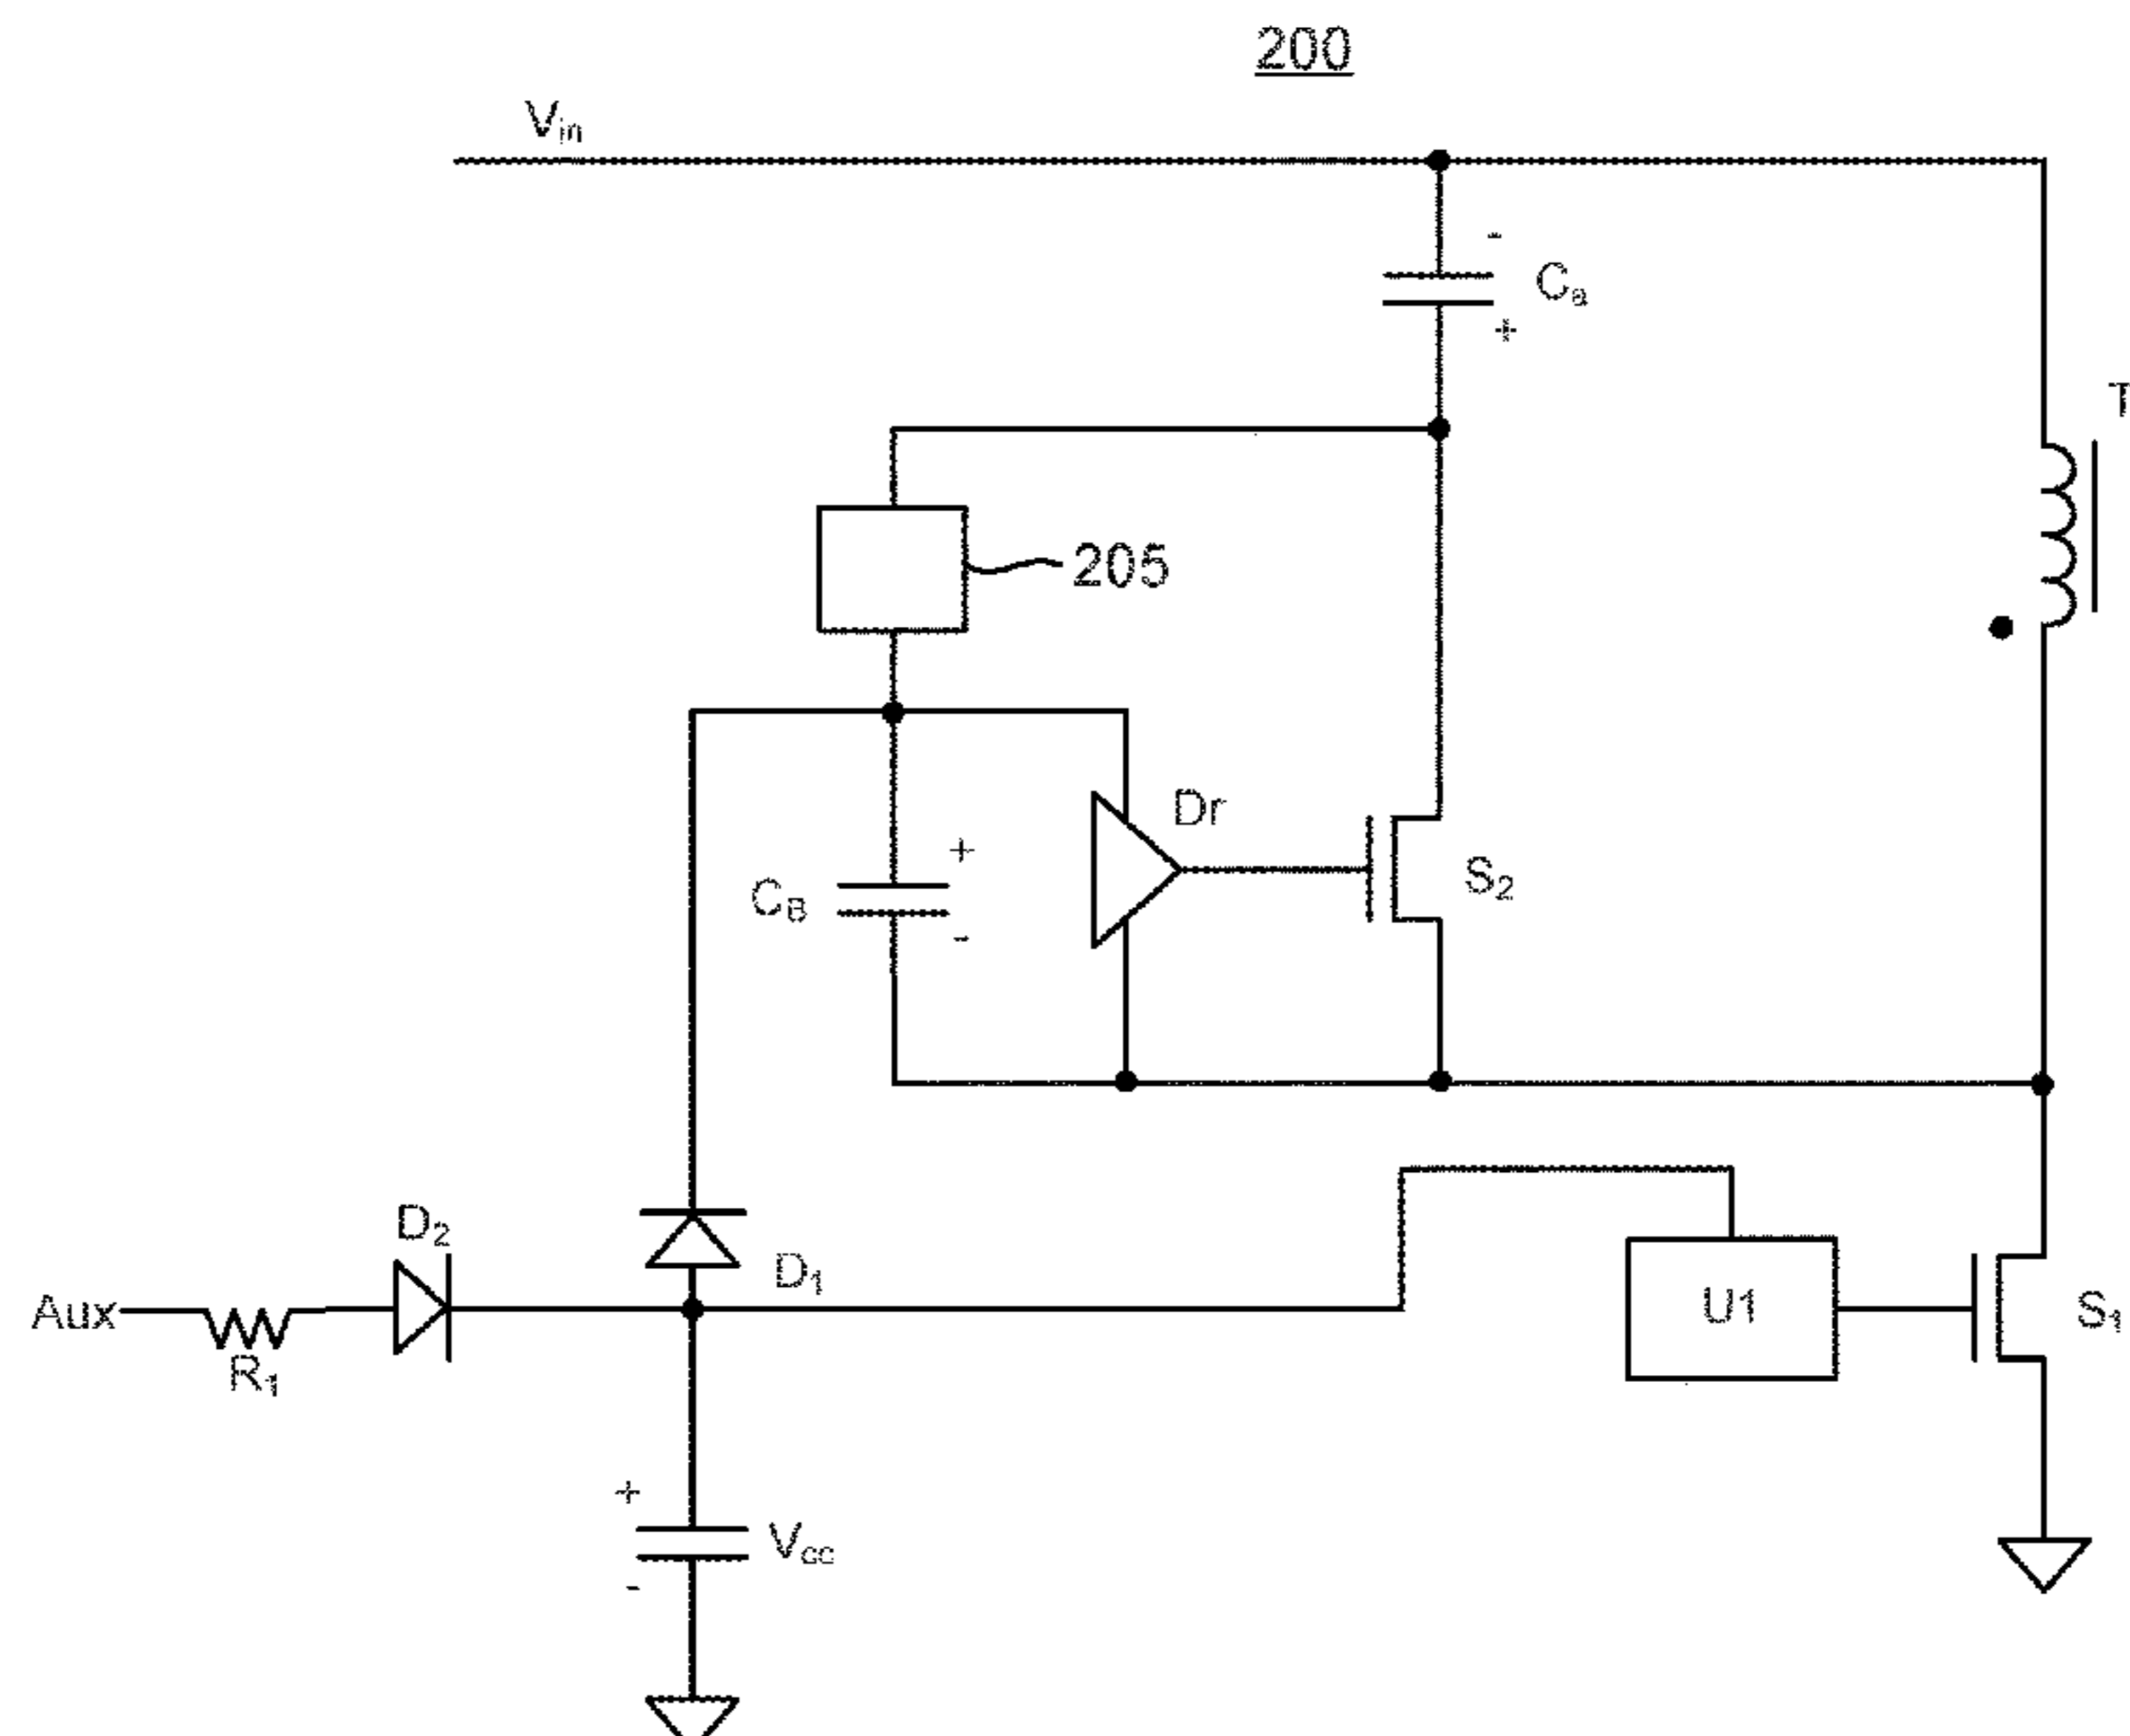 200
Vin
-
Ca
+
T
205
Dr
+
CB
-
S2
D2
D1
Aux
R1
U1
S1
+
Vcc
-